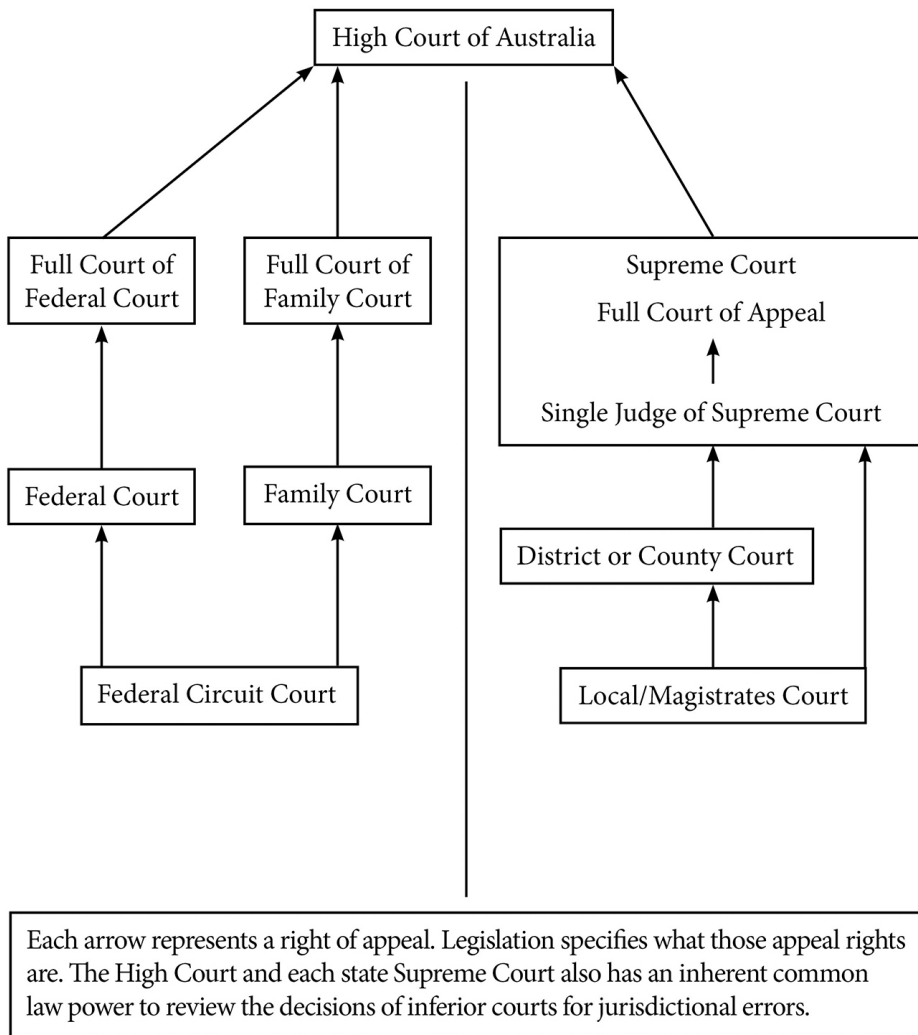 High Court of Australia
Full Court of
Federal Court
Full Court of
Family Court
Supreme Court
Full Court of Appeal
Single Judge of Supreme Court
Federal Court
Family Court
District or County Court
Federal Circuit Court
Local/Magistrates Court
Each arrow represents a right of appeal. Legislation specifies what those appeal rights
are. The High Court and each state Supreme Court also has an inherent common
law power to review the decisions of inferior courts for jurisdictional errors.